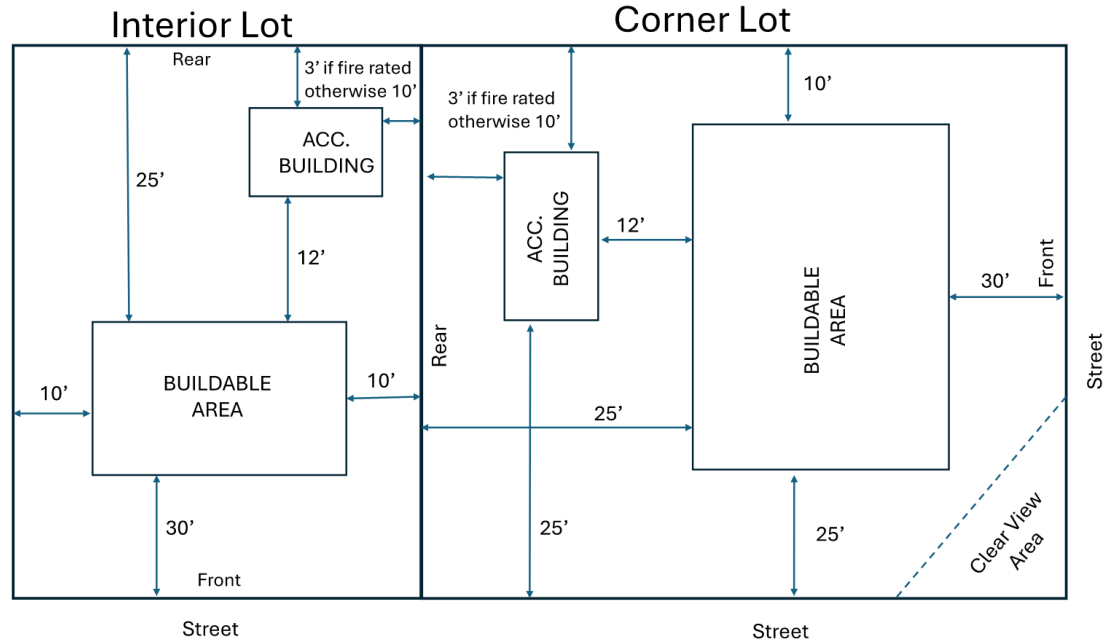 Interior Lot
Rear
3’ if fire rated
otherwise 10’
ACC.
BUILDING
25’
12’
10’
BUILDABLE
AREA
10’
30’
Front
Street
Corner Lot
10’
3’ if fire rated
otherwise 10’
ACC.
BUILDING
12’
BUILDABLE
AREA
30’
Front
Street
Rear
25’
25’
25’
Clear View
Area
Street